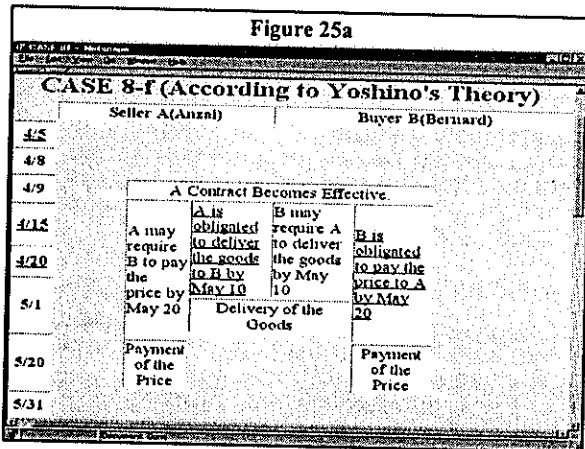 Figure 25a
CASE 8-f (According to Yoshino's Theory)
Seller A(Anzai)
Buyer B(Bernard)
4/5
4/8
4/9
A Contract Becomes Effective.
4/15
4/20
5/1
A may
require
B to pay
the
price by
May 20
A is
obligated
to deliver
the goods
to B by
May 10
B may
require A
to deliver
the goods
by May
10
B is
obligated
to pay the
price to A
by May
20
Delivery of the
Goods
5/20
Payment
of the
Price
Payment
of the
Price
5/31